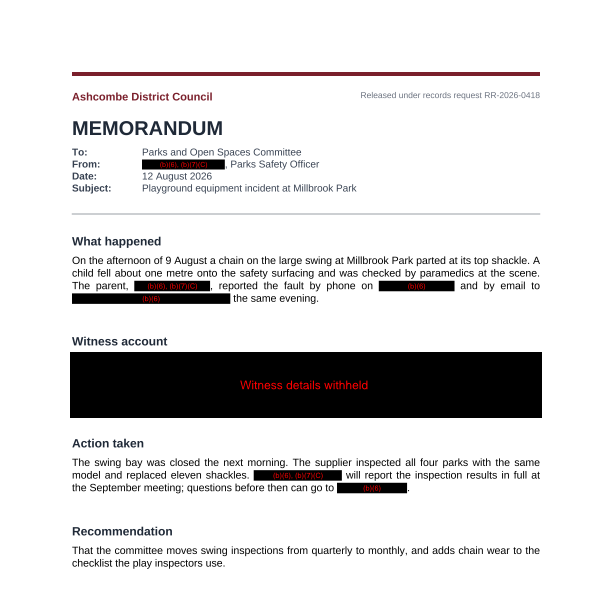 Ashcombe District Council
Released under records request RR-2026-0418
MEMORANDUM
To: Parks and Open Spaces Committee
From: (b)(6), (b)(7)(C), Parks Safety Officer
Date: 12 August 2026
Subject: Playground equipment incident at Millbrook Park
What happened
On the afternoon of 9 August a chain on the large swing at Millbrook Park parted at its top shackle. A
child fell about one metre onto the safety surfacing and was checked by paramedics at the scene.
The parent, (b)(6), (b)(7)(C), reported the fault by phone on (b)(6) and by email to
(b)(6) the same evening.
Witness account
Witness details withheld
Action taken
The swing bay was closed the next morning. The supplier inspected all four parks with the same
model and replaced eleven shackles. (b)(6), (b)(7)(C) will report the inspection results in full at
the September meeting; questions before then can go to (b)(6).
Recommendation
That the committee moves swing inspections from quarterly to monthly, and adds chain wear to the
checklist the play inspectors use.